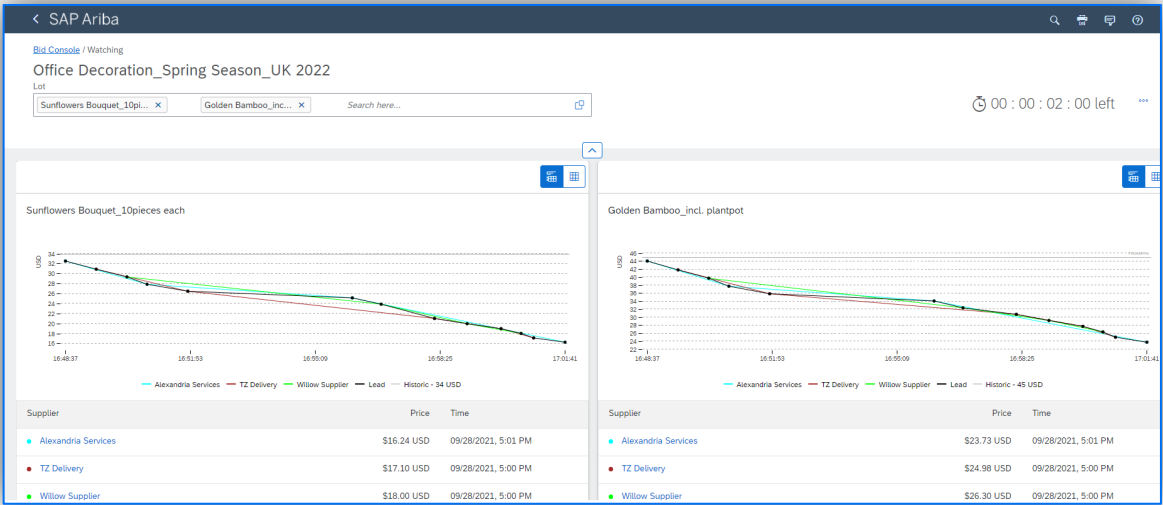 SAP Ariba
Bid Console / Watching
Office Decoration_Spring Season_UK 2022
Lot
Sunflowers Bouquet_10pi... ×
Golden Bamboo_inc... ×
Search here...
00 : 00 : 02 : 00 left
Sunflowers Bouquet_10pieces each
USD
34
32
30
28
26
24
22
20
18
16
16:48:37 16:51:53 16:55:09 16:58:25 17:01:41
Alexandria Services TZ Delivery Willow Supplier Lead Historic - 34 USD
Supplier Price Time
Alexandria Services $16.24 USD 09/28/2021, 5:01 PM
TZ Delivery $17.10 USD 09/28/2021, 5:00 PM
Willow Supplier $18.00 USD 09/28/2021, 5:00 PM
Golden Bamboo_incl. plantpot
USD
46
44
42
40
38
36
34
32
30
28
26
24
22
16:48:37 16:51:53 16:55:09 16:58:25 17:01:41
Alexandria Services TZ Delivery Willow Supplier Lead Historic - 45 USD
Supplier Price Time
Alexandria Services $23.73 USD 09/28/2021, 5:01 PM
TZ Delivery $24.98 USD 09/28/2021, 5:00 PM
Willow Supplier $26.30 USD 09/28/2021, 5:00 PM